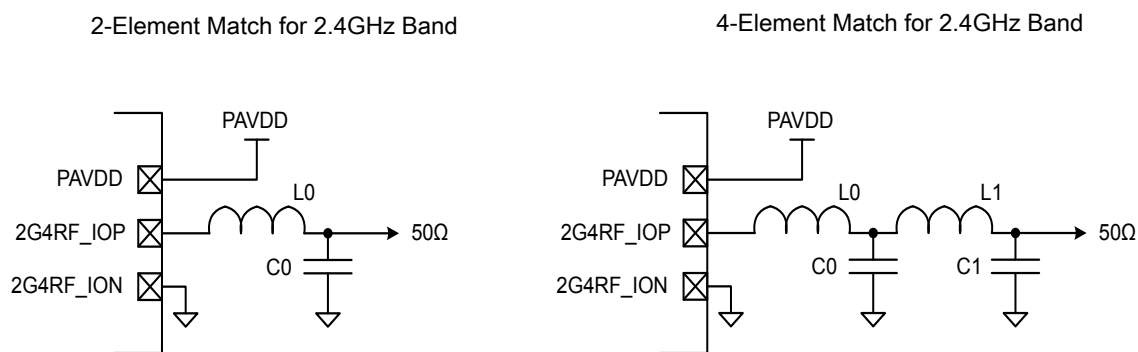 2-Element Match for 2.4GHz Band
PAVDD
PAVDD
L0
2G4RF_IOP
50Ω
C0
2G4RF_ION
4-Element Match for 2.4GHz Band
PAVDD
PAVDD
L0
L1
2G4RF_IOP
50Ω
C0
C1
2G4RF_ION